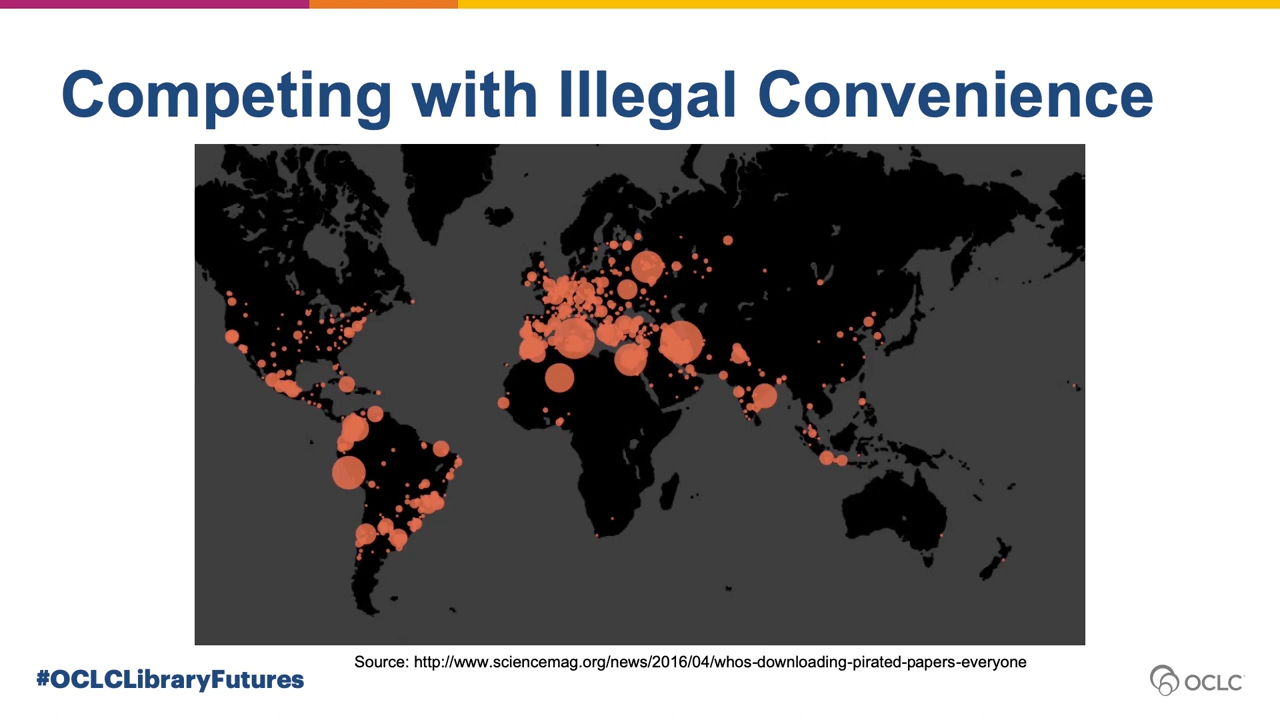 Competing with Illegal Convenience
Source: http://www.sciencemag.org/news/2016/04/whos-downloading-pirated-papers-everyone
#OCLCLibraryFutures
OCLC